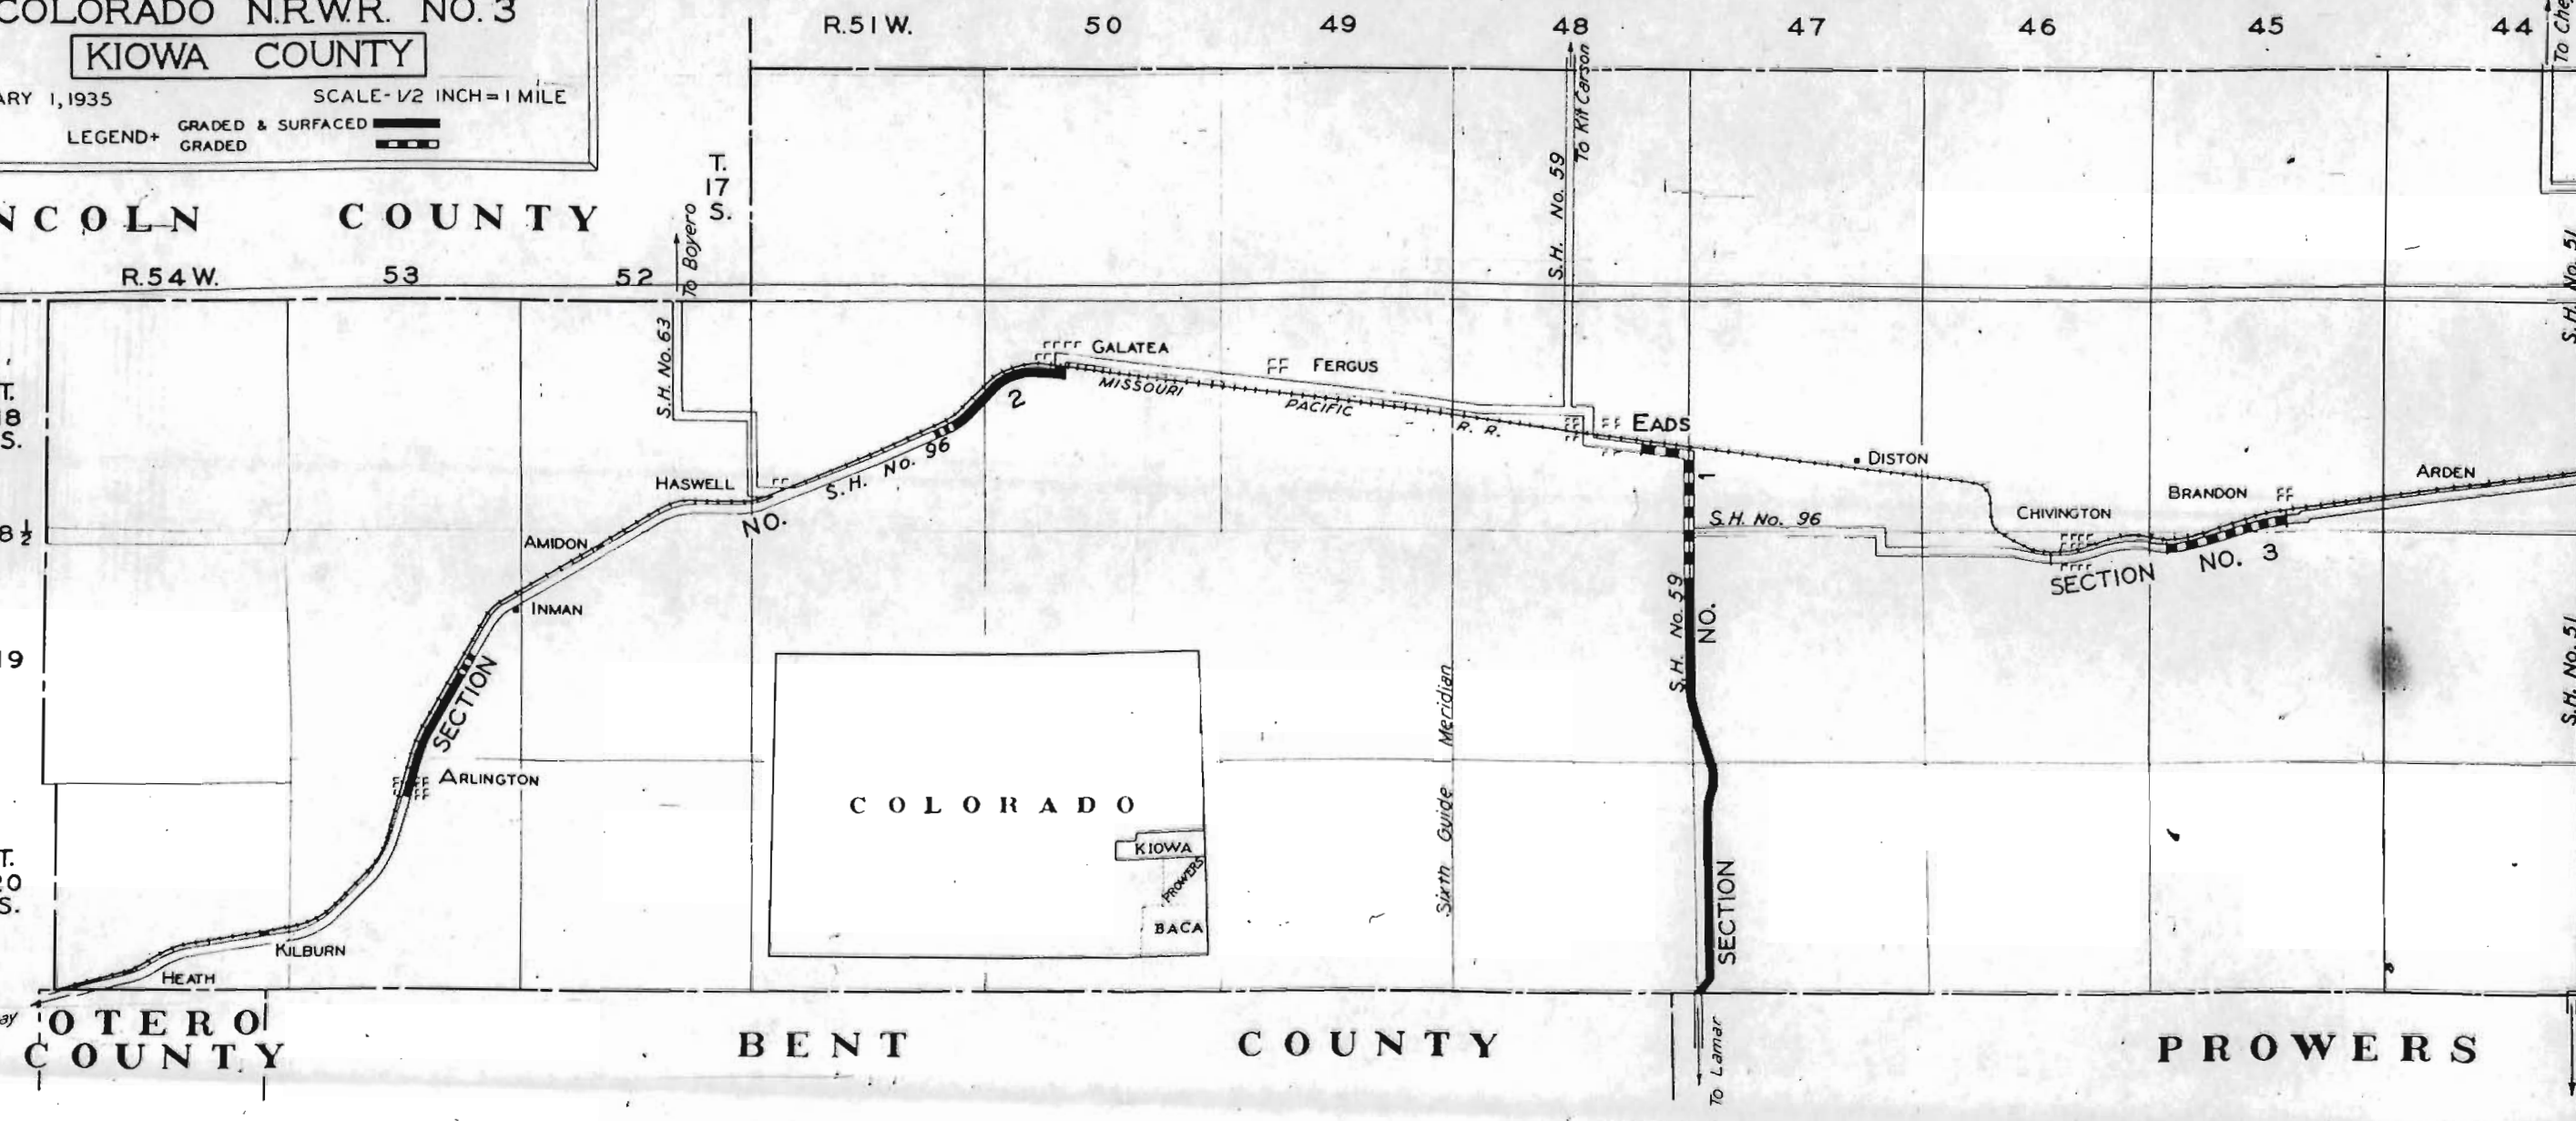 COLORADO N.R.W.R. NO. 3
KIOWA COUNTY
ARY 1, 1935 SCALE - 1/2 INCH = 1 MILE
LEGEND+ GRADED & SURFACED
GRADED
R. 51 W. 50 49 48 47 46 45 44
To Kit Carson
S.H. No. 59
T.
17
S.
NCOLN COUNTY
R. 54 W. 53 52
To Boyero
S.H. No. 63
S.H. No. 51
T.
18
S.
GALATEA
FERGUS
MISSOURI PACIFIC R. R.
2
EADS
DISTON
ARDEN
BRANDON
CHIVINGTON
HASWELL
S. H. No. 96
NO.
1
S.H. No. 96
8 1/2
AMIDON
INMAN
SECTION NO. 3
S.H. No. 59
NO.
19
SECTION
ARLINGTON
Sixth Guide Meridian
S.H. No. 51
COLORADO
KIOWA
PROWERS
BACA
SECTION
T.
S.
KILBURN
HEATH
OTERO
COUNTY
BENT COUNTY
To Lamar
PROWERS